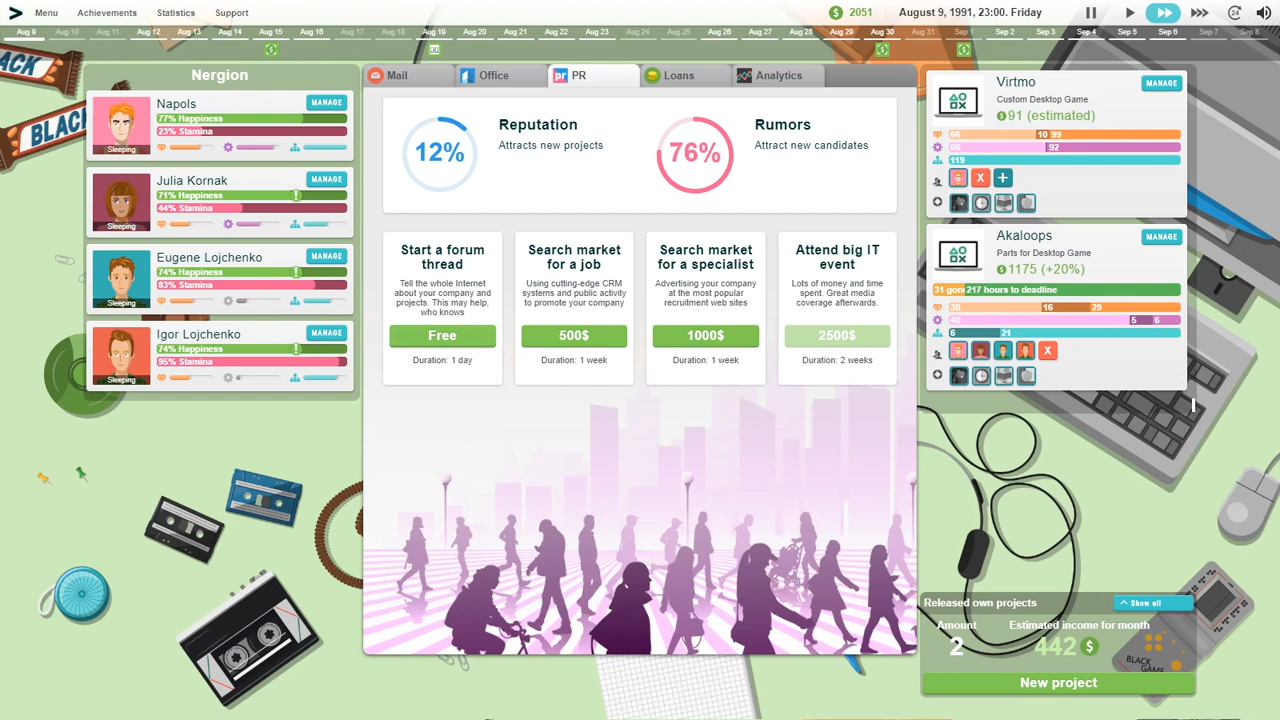 Menu
Achievements
Statistics
Support
2051
August 9, 1991, 23:00. Friday
24
Aug 9
Aug 10
Aug 11
Aug 12
Aug 13
Aug 14
Aug 15
Aug 16
Aug 17
Aug 18
Aug 19
Aug 20
Aug 21
Aug 22
Aug 23
Aug 24
Aug 25
Aug 26
Aug 27
Aug 28
Aug 29
Aug 30
Aug 31
Sep 1
Sep 2
Sep 3
Sep 4
Sep 5
Sep 6
Sep 7
Sep 8
Nergion
Napols
MANAGE
77% Happiness
23% Stamina
Sleeping
Julia Kornak
MANAGE
71% Happiness
44% Stamina
Sleeping
Eugene Lojchenko
MANAGE
74% Happiness
83% Stamina
Sleeping
Igor Lojchenko
MANAGE
74% Happiness
95% Stamina
Sleeping
Mail
Office
pr PR
Loans
Analytics
12%
Reputation
Attracts new projects
76%
Rumors
Attract new candidates
Start a forum
thread
Tell the whole Internet
about your company and
projects. This may help,
who knows
Free
Duration: 1 day
Search market
for a job
Using cutting-edge CRM
systems and public activity
to promote your company
500$
Duration: 1 week
Search market
for a specialist
Advertising your company
at the most popular
recruitment web sites
1000$
Duration: 1 week
Attend big IT
event
Lots of money and time
spent. Great media
coverage afterwards.
2500$
Duration: 2 weeks
Virtmo
MANAGE
Custom Desktop Game
91 (estimated)
66
10
99
66
92
119
X
+
Akaloops
MANAGE
Parts for Desktop Game
1175 (+20%)
31 gone
217 hours to deadline
16
29
40
5
6
6
21
X
Released own projects
Show all
Amount
Estimated income for month
2
442
New project
BLACK
GAME